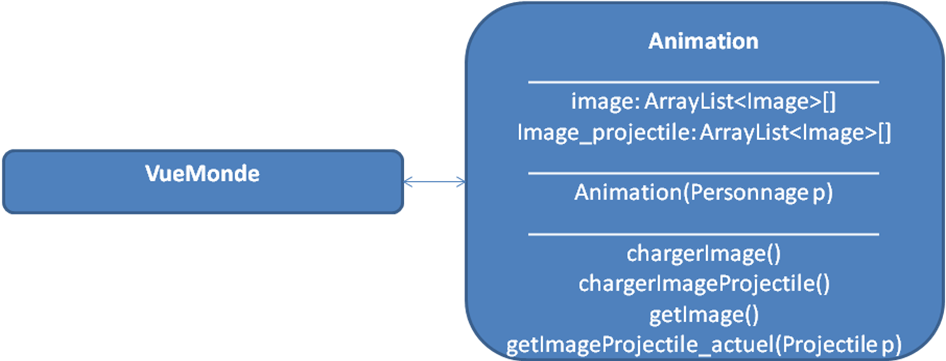 VueMonde
Animation
image: ArrayList<Image>[]
Image_projectile: ArrayList<Image>[]
Animation(Personnage p)
chargerImage()
chargerImageProjectile()
getImage()
getImageProjectile_actuel(Projectile p)